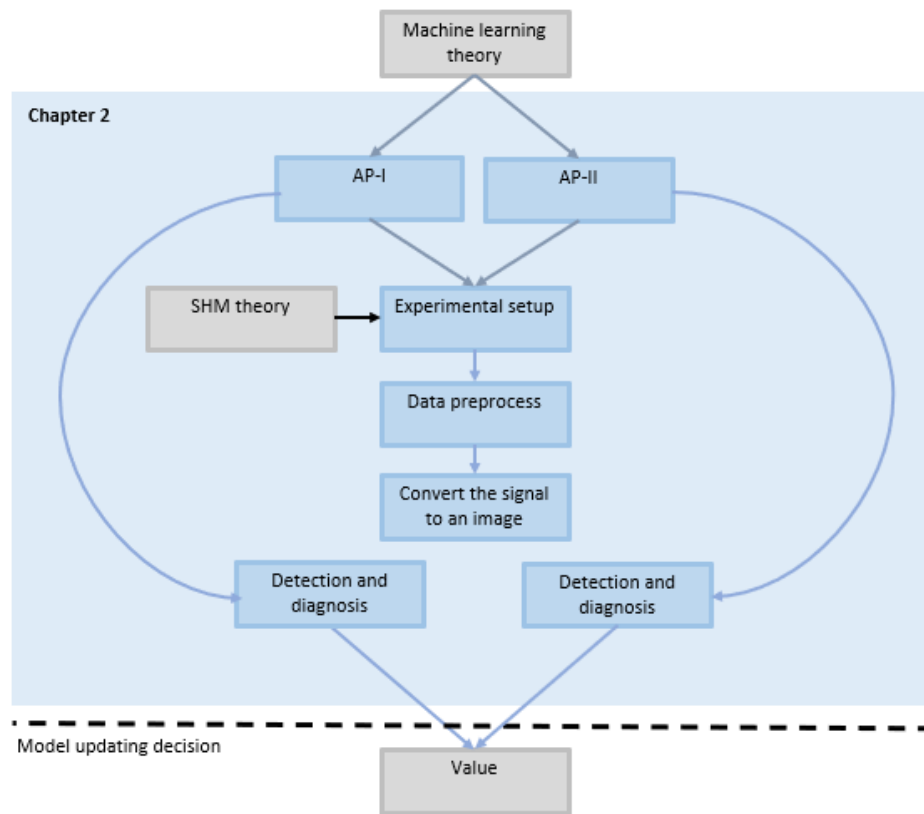 Machine learning
theory
Chapter 2
AP-I
AP-II
SHM theory
Experimental setup
Data preprocess
Convert the signal
to an image
Detection and
diagnosis
Detection and
diagnosis
Model updating decision
Value